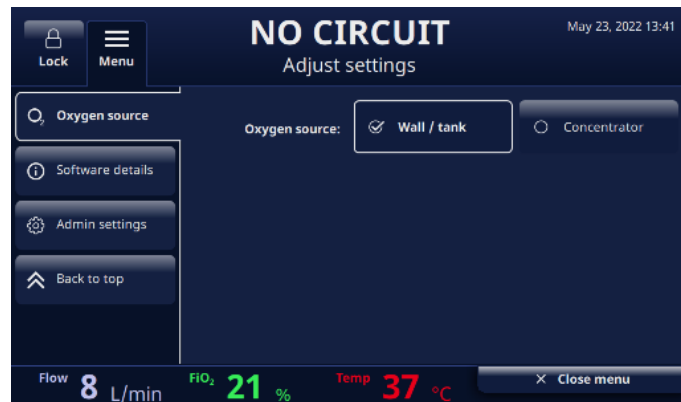 NO CIRCUIT
May 23, 2022 13:41
Lock
Menu
Adjust settings
O₂ Oxygen source
Oxygen source:
Wall / tank
Concentrator
Software details
Admin settings
Back to top
Flow 8 L/min
FiO₂ 21 %
Temp 37 °C
Close menu